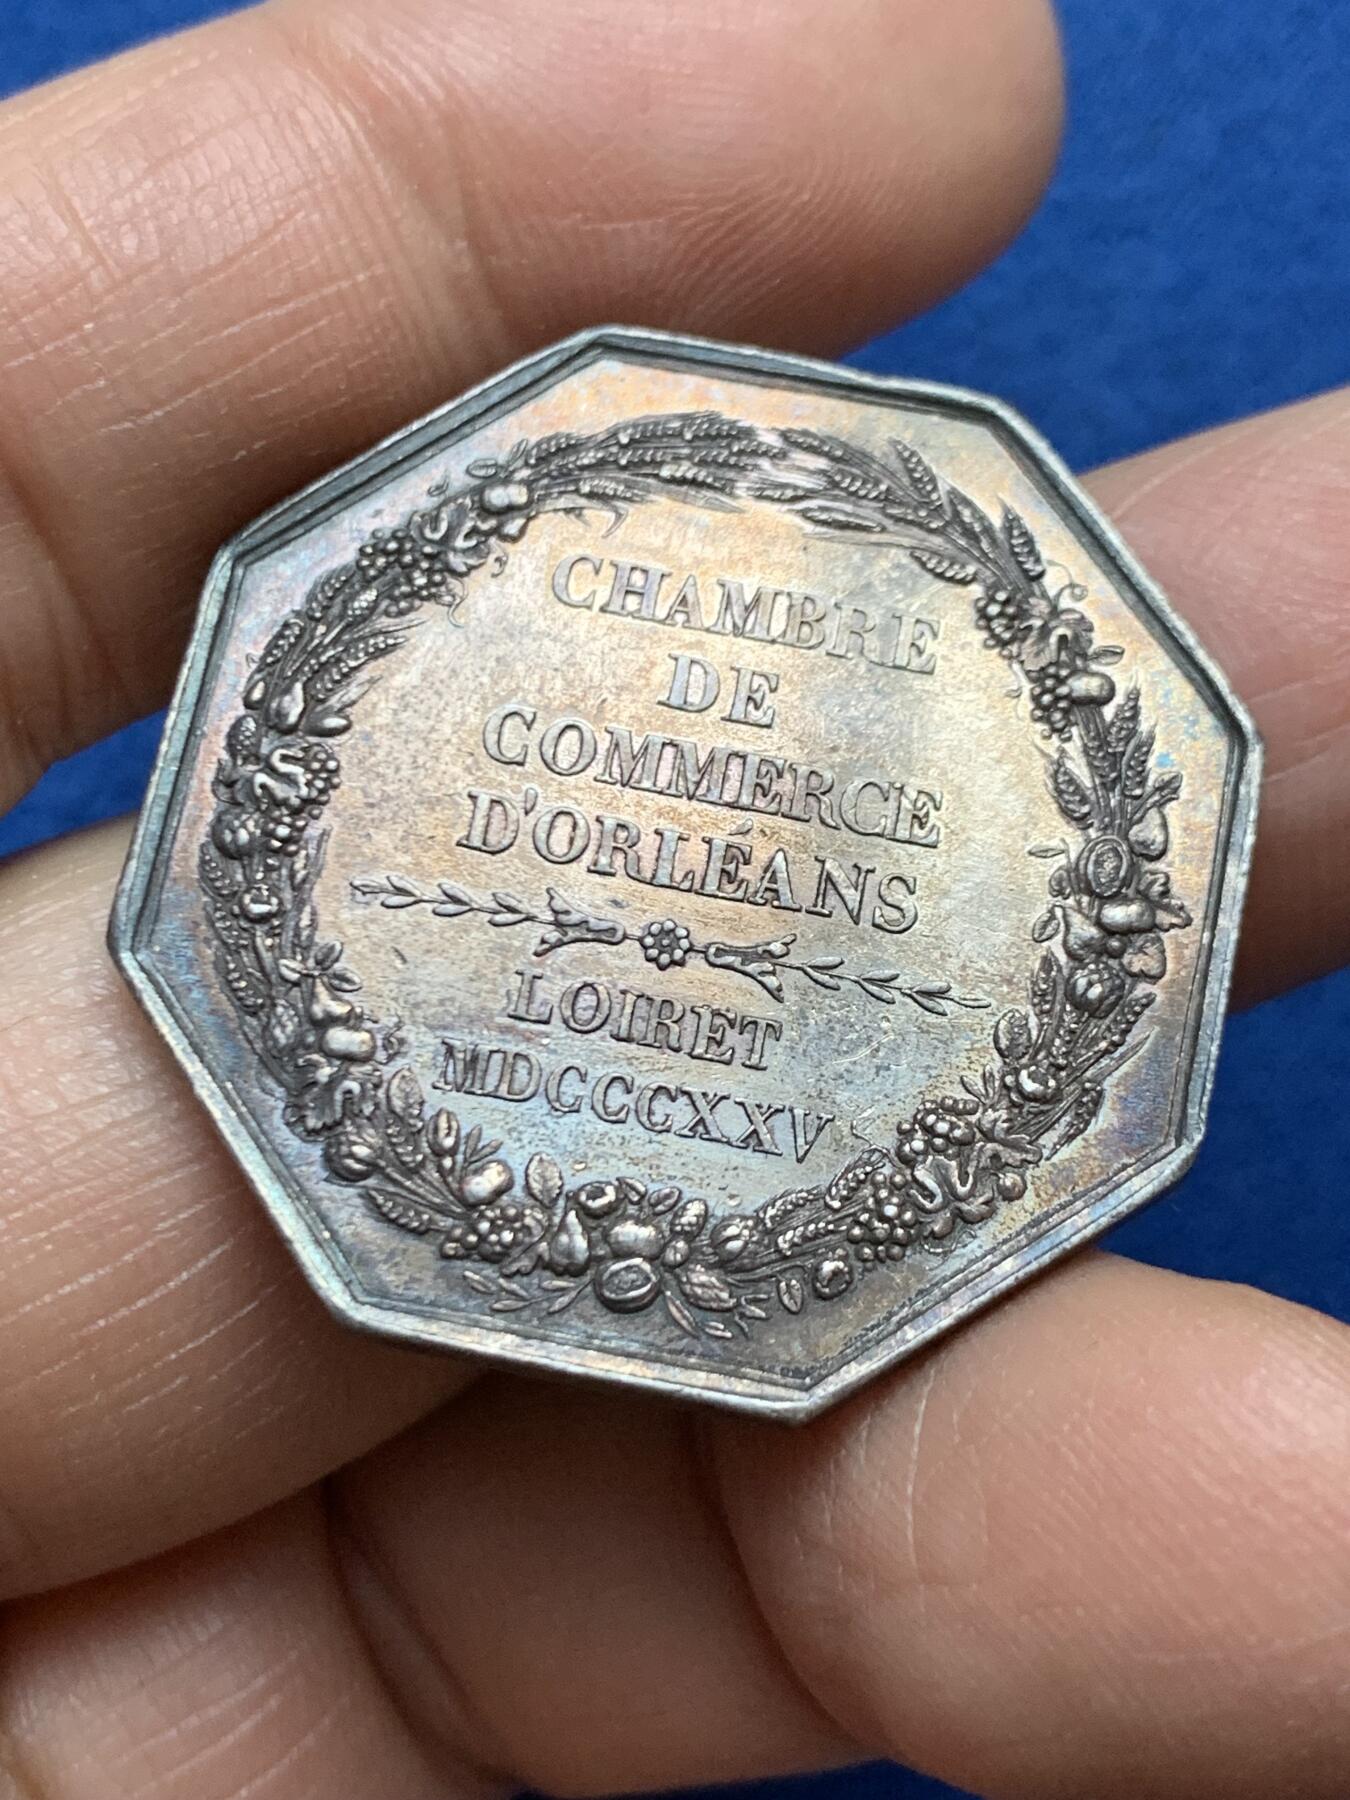 CHAMBRE
DE
COMMERCE
D'ORLÉANS
LOIRET
MDCCCXXV